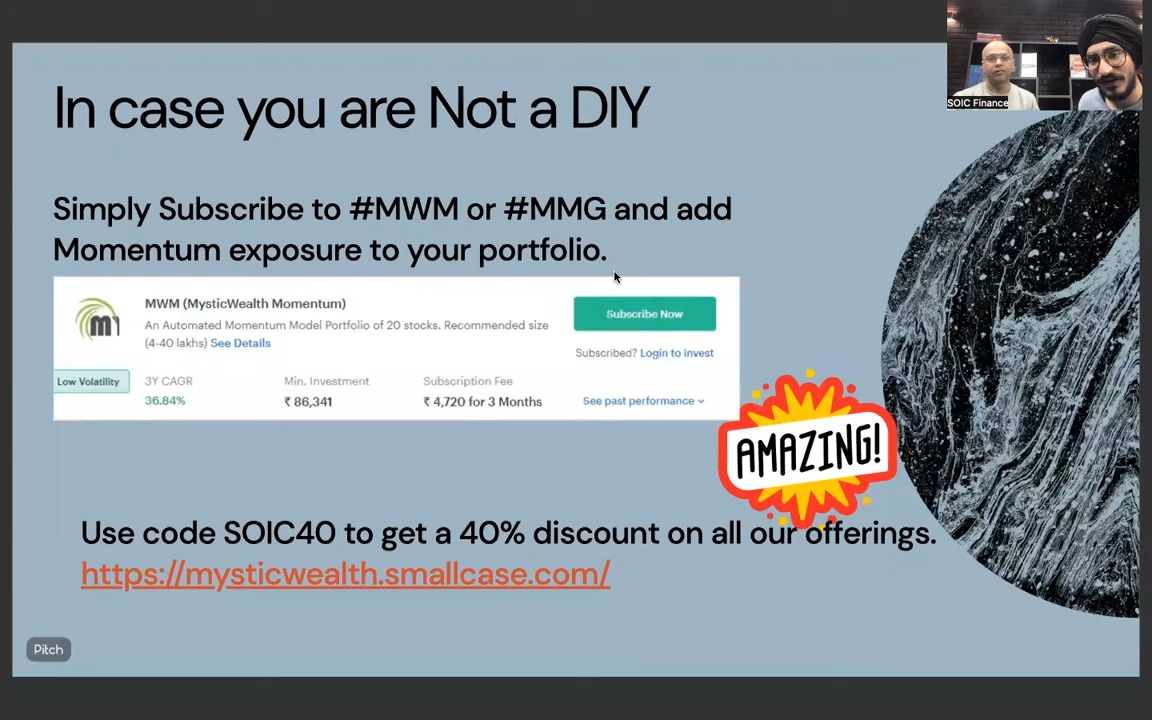 SOIC Finance
In case you are Not a DIY
Simply Subscribe to #MWM or #MMG and add
Momentum exposure to your portfolio.
m
MWM (MysticWealth Momentum)
An Automated Momentum Model Portfolio of 20 stocks. Recommended size
(4-40 lakhs) See Details
Subscribe Now
Subscribed? Login to invest
Low Volatility
3Y CAGR
36.84%
Min. Investment
₹ 86,341
Subscription Fee
₹ 4,720 for 3 Months
See past performance
AMAZING!
Use code SOIC40 to get a 40% discount on all our offerings.
https://mysticwealth.smallcase.com/
Pitch